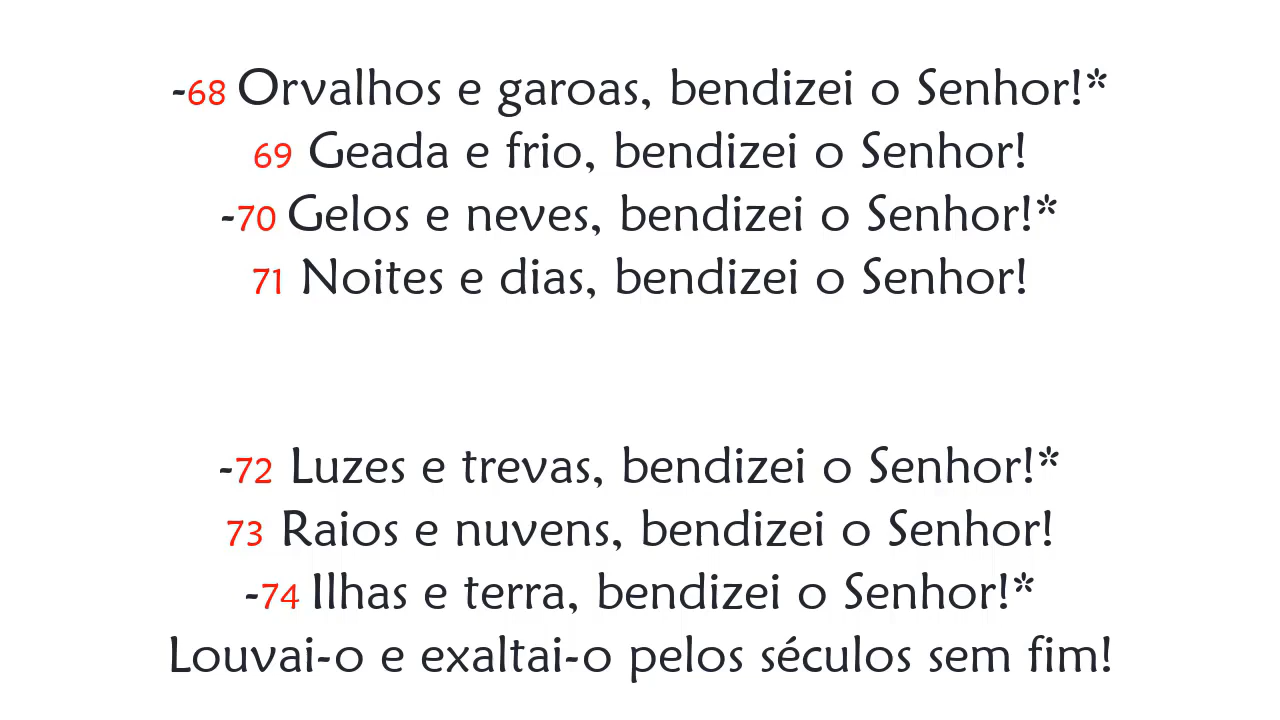 -68 Orvalhos e garoas, bendizei o Senhor!*
69 Geada e frio, bendizei o Senhor!
-70 Gelos e neves, bendizei o Senhor!*
71 Noites e dias, bendizei o Senhor!
-72 Luzes e trevas, bendizei o Senhor!*
73 Raios e nuvens, bendizei o Senhor!
-74 Ilhas e terra, bendizei o Senhor!*
Louvai-o e exaltai-o pelos séculos sem fim!